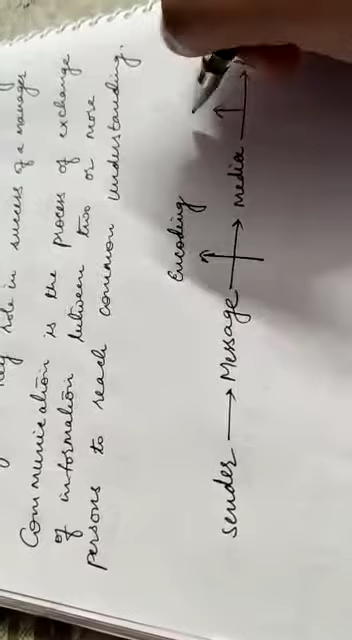 key role in success of a manager
Communication is the process of exchange
of information between two or more
persons to reach common understanding.
Encoding
Sender → Message → Media →